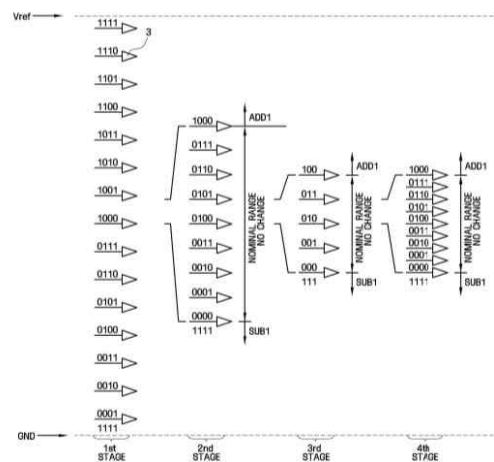 Vref
1111
3
1110
1101
1100
1011
1010
1001
1000
0111
0110
0101
0100
0011
0010
0001
1111
GND
1st
STAGE
1000
0111
0110
0101
0100
0011
0010
0001
0000
1111
ADD1
NOMINAL RANGE
NO CHANGE
SUB1
2nd
STAGE
100
011
010
001
000
111
ADD1
NOMINAL RANGE
NO CHANGE
SUB1
3rd
STAGE
1000
0111
0110
0101
0100
0011
0010
0001
0000
1111
ADD1
NOMINAL RANGE
NO CHANGE
SUB1
4th
STAGE